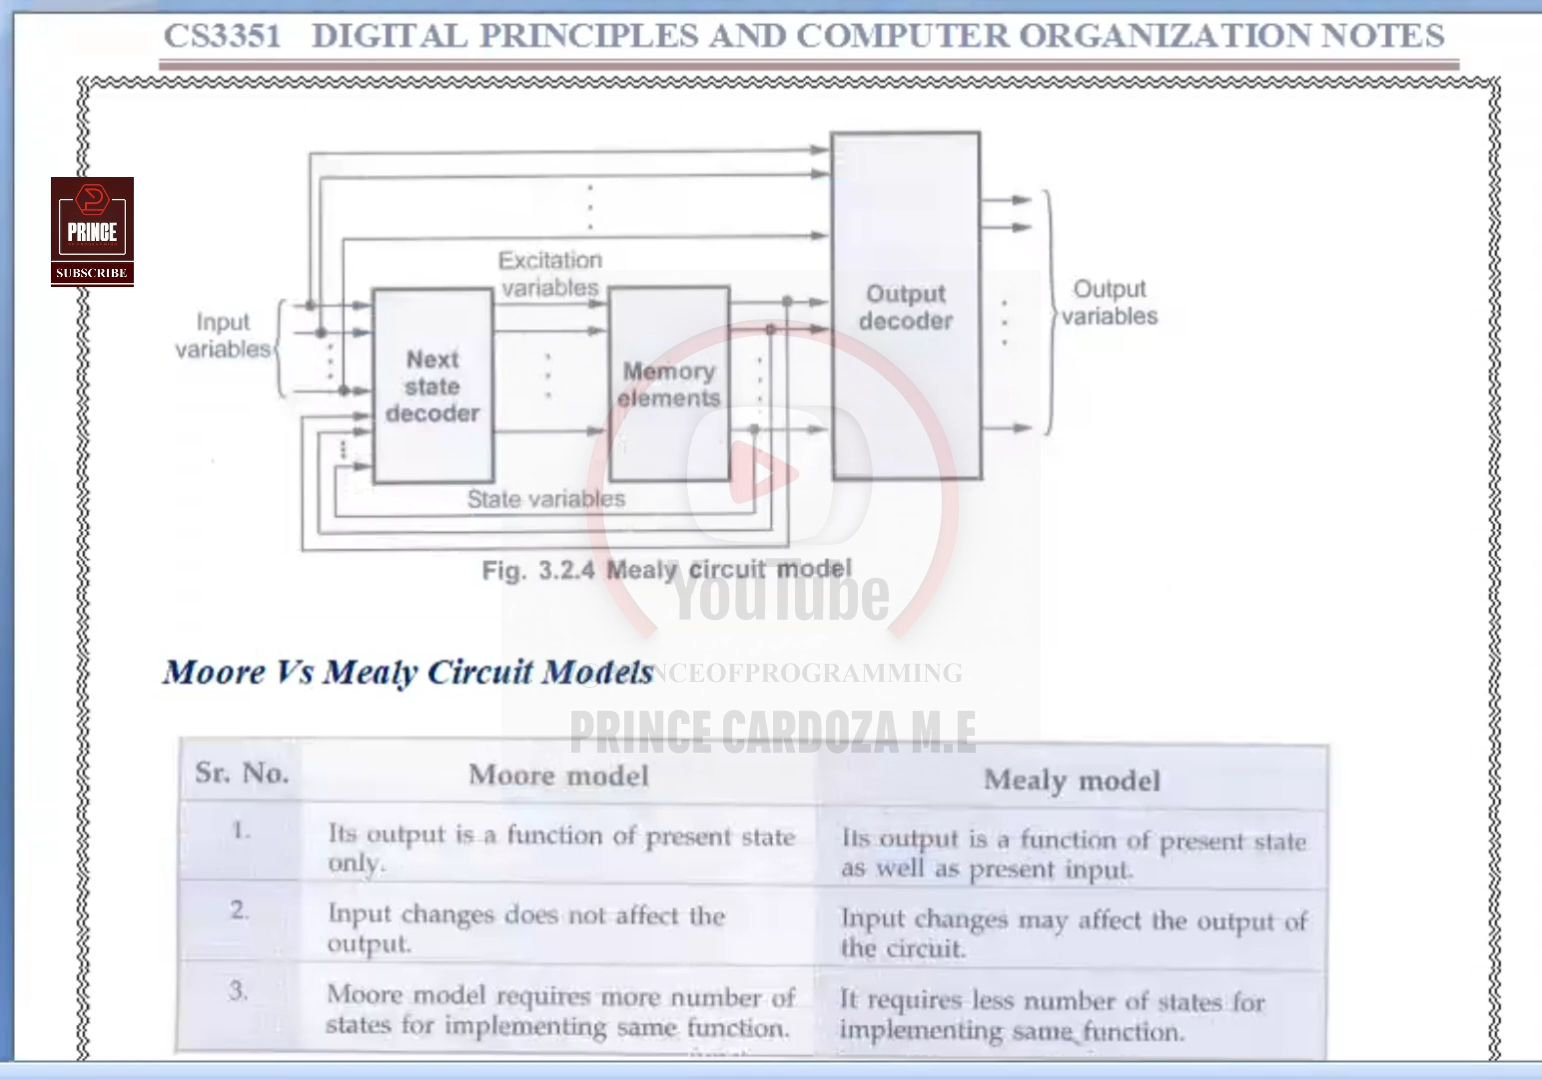 CS3351 DIGITAL PRINCIPLES AND COMPUTER ORGANIZATION NOTES
PRINCE
SUBSCRIBE
Excitation
variables
Input
variables
Next
state
decoder
Memory
elements
Output
decoder
Output
variables
State variables
Fig. 3.2.4 Mealy circuit model
YouTube
Moore Vs Mealy Circuit Models
NCEOFPROGRAMMING
PRINCE CARDOZA M.E
Sr. No. Moore model Mealy model
1. Its output is a function of present state Its output is a function of present state
only. as well as present input.
2. Input changes does not affect the Input changes may affect the output of
output. the circuit.
3. Moore model requires more number of It requires less number of states for
states for implementing same function. implementing same function.